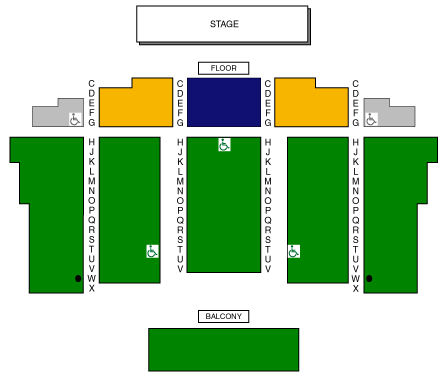 STAGE
FLOOR
C C C C
D D D D
E E E E
F F F F
G G G G
H H H H
J J J J
K K K K
L L L L
M M M M
N N N N
O O O O
P P P P
Q Q Q Q
R R R R
S S S S
T T T T
U U U U
V V V V
W W
X X
BALCONY